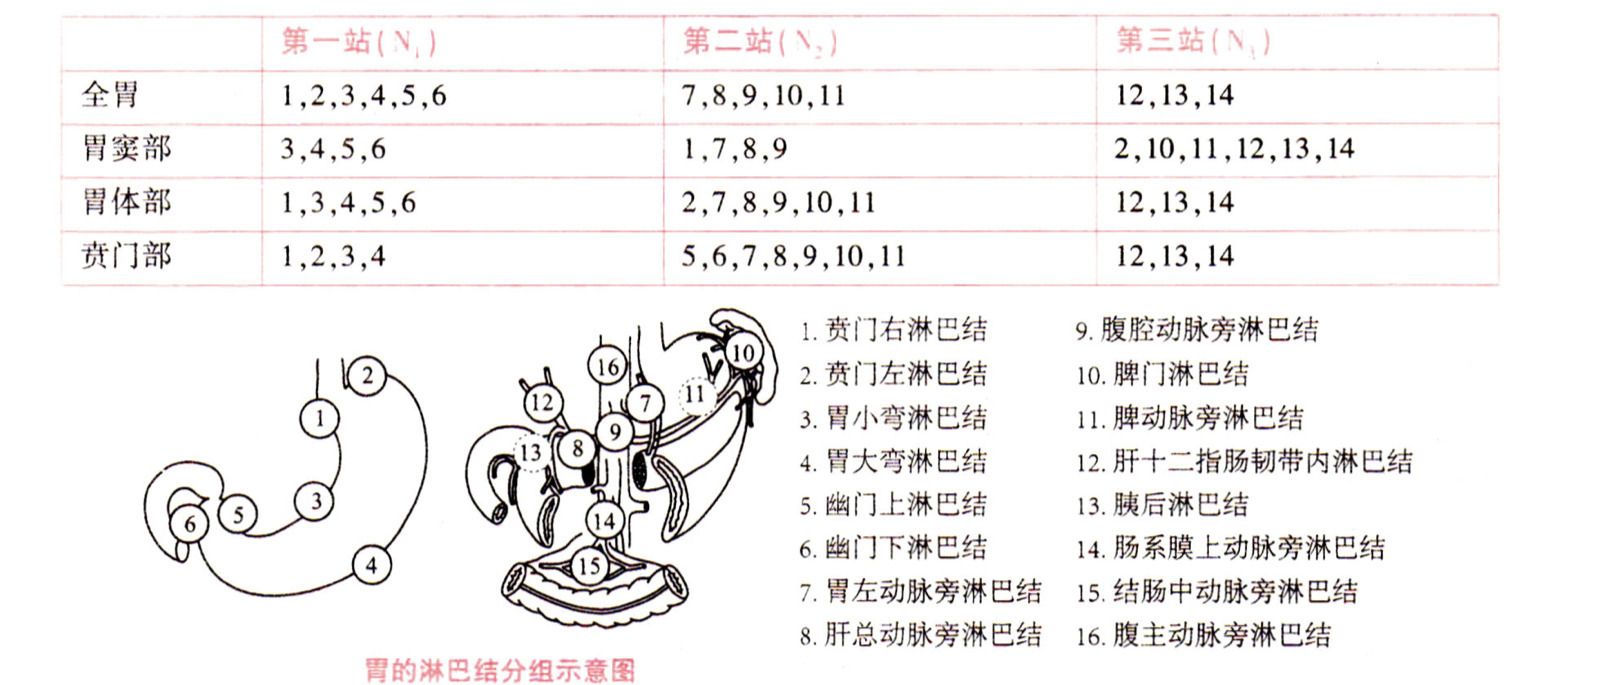 第一站(N₁) 第二站(N₂) 第三站(N₃)
全胃 1,2,3,4,5,6 7,8,9,10,11 12,13,14
胃窦部 3,4,5,6 1,7,8,9 2,10,11,12,13,14
胃体部 1,3,4,5,6 2,7,8,9,10,11 12,13,14
贲门部 1,2,3,4 5,6,7,8,9,10,11 12,13,14
2
1
3
5
6
4
16
10
12
7
11
9
8
13
14
15
1. 贲门右淋巴结
2. 贲门左淋巴结
3. 胃小弯淋巴结
4. 胃大弯淋巴结
5. 幽门上淋巴结
6. 幽门下淋巴结
7. 胃左动脉旁淋巴结
8. 肝总动脉旁淋巴结
9. 腹腔动脉旁淋巴结
10. 脾门淋巴结
11. 脾动脉旁淋巴结
12. 肝十二指肠韧带内淋巴结
13. 胰后淋巴结
14. 肠系膜上动脉旁淋巴结
15. 结肠中动脉旁淋巴结
16. 腹主动脉旁淋巴结
胃的淋巴结分组示意图